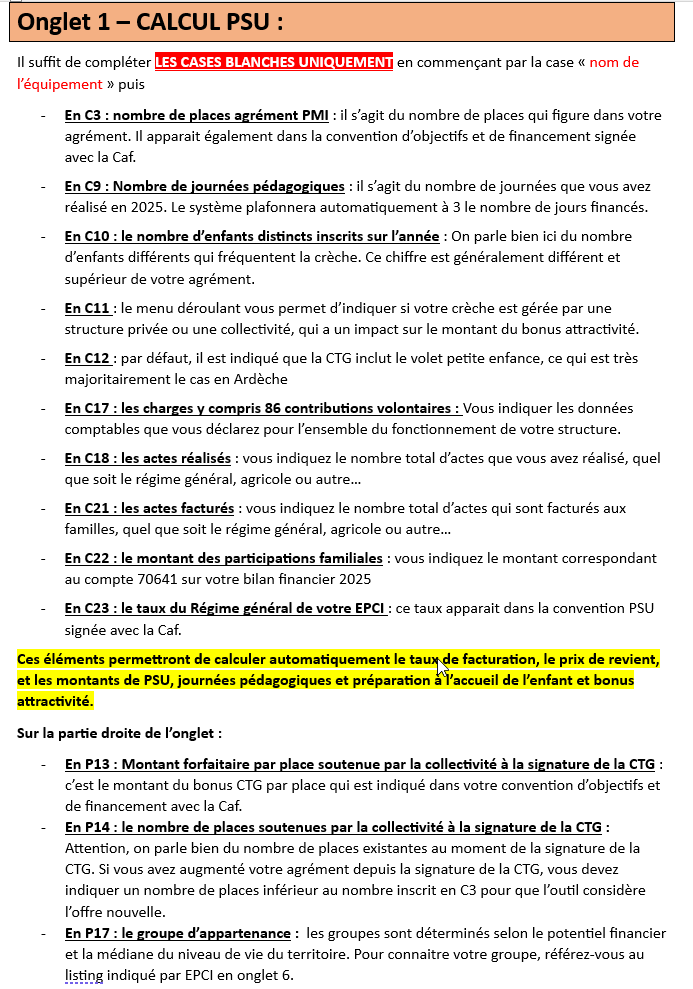 Onglet 1 – CALCUL PSU :
Il suffit de compléter LES CASES BLANCHES UNIQUEMENT en commençant par la case « nom de
l’équipement » puis
- En C3 : nombre de places agrément PMI : il s’agit du nombre de places qui figure dans votre
agrément. Il apparait également dans la convention d’objectifs et de financement signée
avec la Caf.
- En C9 : Nombre de journées pédagogiques : il s’agit du nombre de journées que vous avez
réalisé en 2025. Le système plafonnera automatiquement à 3 le nombre de jours financés.
- En C10 : le nombre d’enfants distincts inscrits sur l’année : On parle bien ici du nombre
d’enfants différents qui fréquentent la crèche. Ce chiffre est généralement différent et
supérieur de votre agrément.
- En C11 : le menu déroulant vous permet d’indiquer si votre crèche est gérée par une
structure privée ou une collectivité, qui a un impact sur le montant du bonus attractivité.
- En C12 : par défaut, il est indiqué que la CTG inclut le volet petite enfance, ce qui est très
majoritairement le cas en Ardèche
- En C17 : les charges y compris 86 contributions volontaires : Vous indiquer les données
comptables que vous déclarez pour l’ensemble du fonctionnement de votre structure.
- En C18 : les actes réalisés : vous indiquez le nombre total d’actes que vous avez réalisé, quel
que soit le régime général, agricole ou autre…
- En C21 : les actes facturés : vous indiquez le nombre total d’actes qui sont facturés aux
familles, quel que soit le régime général, agricole ou autre…
- En C22 : le montant des participations familiales : vous indiquez le montant correspondant
au compte 70641 sur votre bilan financier 2025
- En C23 : le taux du Régime général de votre EPCI : ce taux apparait dans la convention PSU
signée avec la Caf.
Ces éléments permettront de calculer automatiquement le taux de facturation, le prix de revient,
et les montants de PSU, journées pédagogiques et préparation à l’accueil de l’enfant et bonus
attractivité.
Sur la partie droite de l’onglet :
- En P13 : Montant forfaitaire par place soutenue par la collectivité à la signature de la CTG :
c’est le montant du bonus CTG par place qui est indiqué dans votre convention d’objectifs et
de financement avec la Caf.
- En P14 : le nombre de places soutenues par la collectivité à la signature de la CTG :
Attention, on parle bien du nombre de places existantes au moment de la signature de la
CTG. Si vous avez augmenté votre agrément depuis la signature de la CTG, vous devez
indiquer un nombre de places inférieur au nombre inscrit en C3 pour que l’outil considère
l’offre nouvelle.
- En P17 : le groupe d’appartenance : les groupes sont déterminés selon le potentiel financier
et la médiane du niveau de vie du territoire. Pour connaitre votre groupe, référez-vous au
listing indiqué par EPCI en onglet 6.